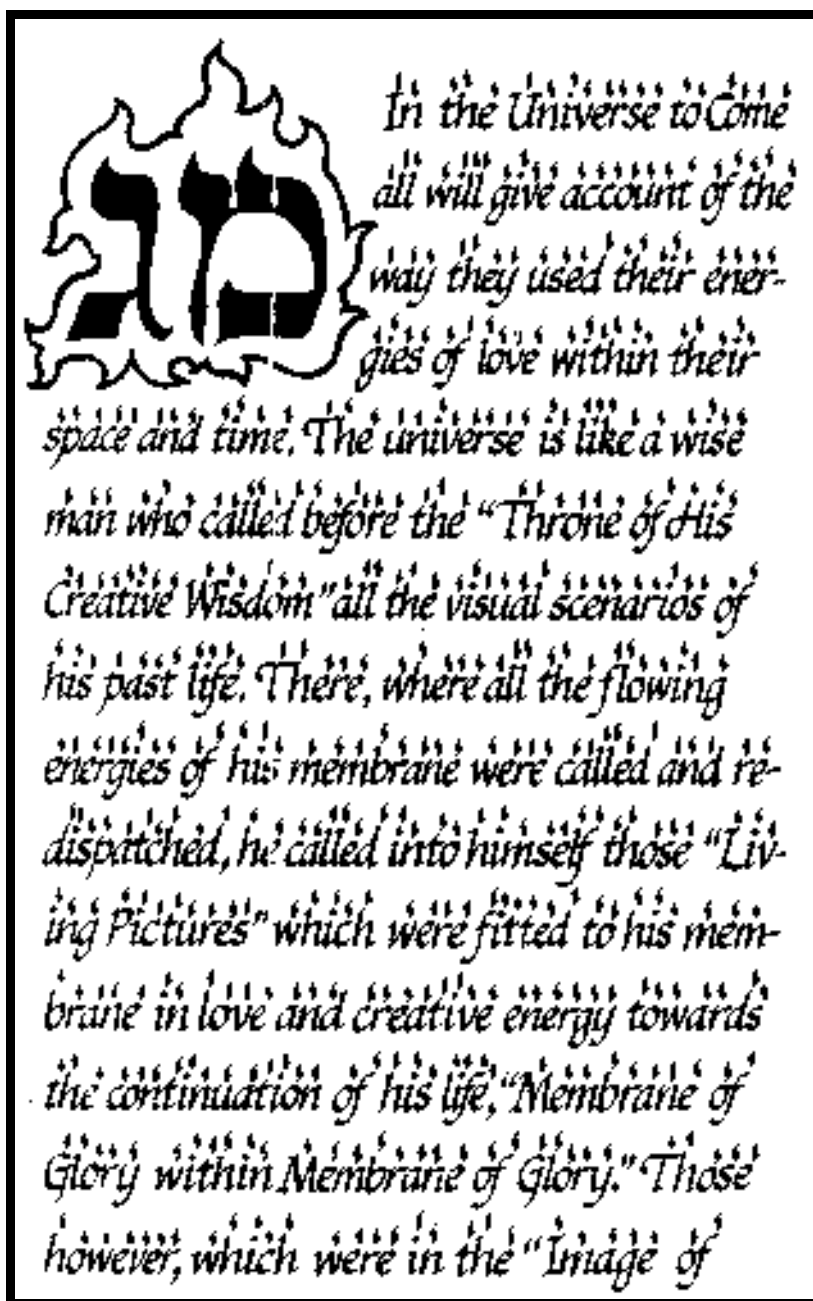 מג
In the Universe to Come
all will give account of the
way they used their ener-
gies of love within their
space and time. The universe is like a wise
man who called before the “Throne of His
Creative Wisdom” all the visual scenarios of
his past life. There, where all the flowing
energies of his membrane were called and re-
dispatched, he called into himself those “Liv-
ing Pictures” which were fitted to his mem-
brane in love and creative energy towards
the continuation of his life, “Membrane of
Glory within Membrane of Glory.” Those
however, which were in the “Image of